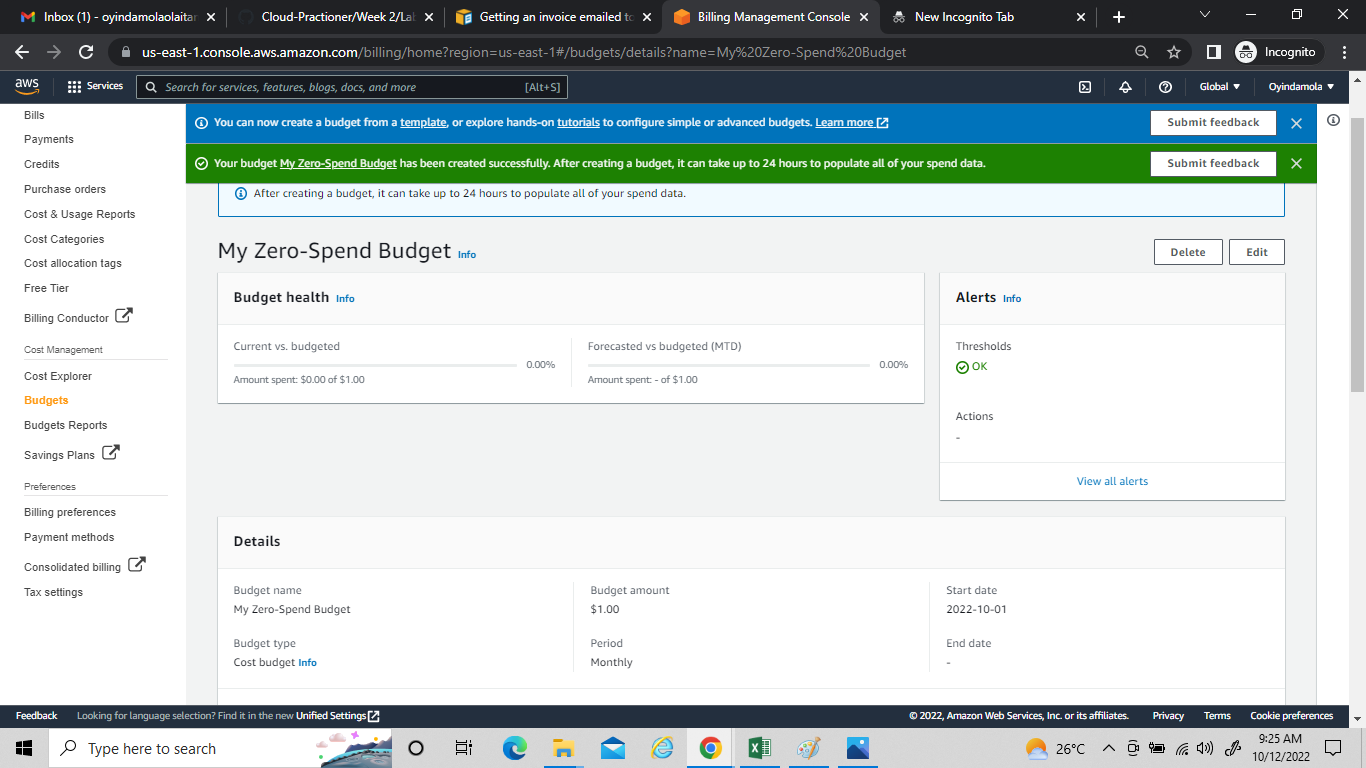 Inbox (1) - oyindamolaolaitar
Cloud-Practioner/Week 2/La
Getting an invoice emailed to
Billing Management Console
New Incognito Tab
us-east-1.console.aws.amazon.com/billing/home?region=us-east-1#/budgets/details?name=My%20Zero-Spend%20Budget
Incognito
aws
Services
Search for services, features, blogs, docs, and more
[Alt+S]
Global
Oyindamola
Bills
Payments
Credits
Purchase orders
Cost & Usage Reports
Cost Categories
Cost allocation tags
Free Tier
Billing Conductor
Cost Management
Cost Explorer
Budgets
Budgets Reports
Savings Plans
Preferences
Billing preferences
Payment methods
Consolidated billing
Tax settings
You can now create a budget from a template, or explore hands-on tutorials to configure simple or advanced budgets. Learn more
Submit feedback
Your budget My Zero-Spend Budget has been created successfully. After creating a budget, it can take up to 24 hours to populate all of your spend data.
Submit feedback
After creating a budget, it can take up to 24 hours to populate all of your spend data.
My Zero-Spend Budget Info
Delete
Edit
Budget health Info
Current vs. budgeted
0.00%
Amount spent: $0.00 of $1.00
Forecasted vs budgeted (MTD)
0.00%
Amount spent: - of $1.00
Alerts Info
Thresholds
OK
Actions
-
View all alerts
Details
Budget name
My Zero-Spend Budget
Budget type
Cost budget Info
Budget amount
$1.00
Period
Monthly
Start date
2022-10-01
End date
-
Feedback
Looking for language selection? Find it in the new Unified Settings
© 2022, Amazon Web Services, Inc. or its affiliates.
Privacy
Terms
Cookie preferences
Type here to search
26°C
9:25 AM
10/12/2022